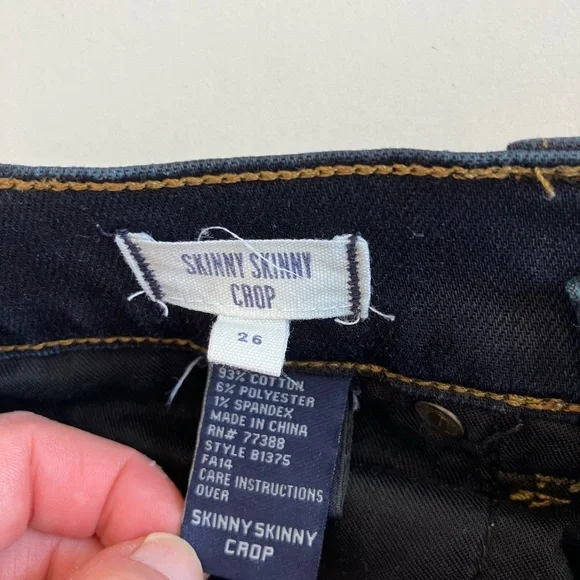 SKINNY SKINNY
CROP
26
93% COTTON
6% POLYESTER
1% SPANDEX
MADE IN CHINA
RN# 77388
STYLE B1375
FA14
CARE INSTRUCTIONS
OVER
SKINNY SKINNY
CROP